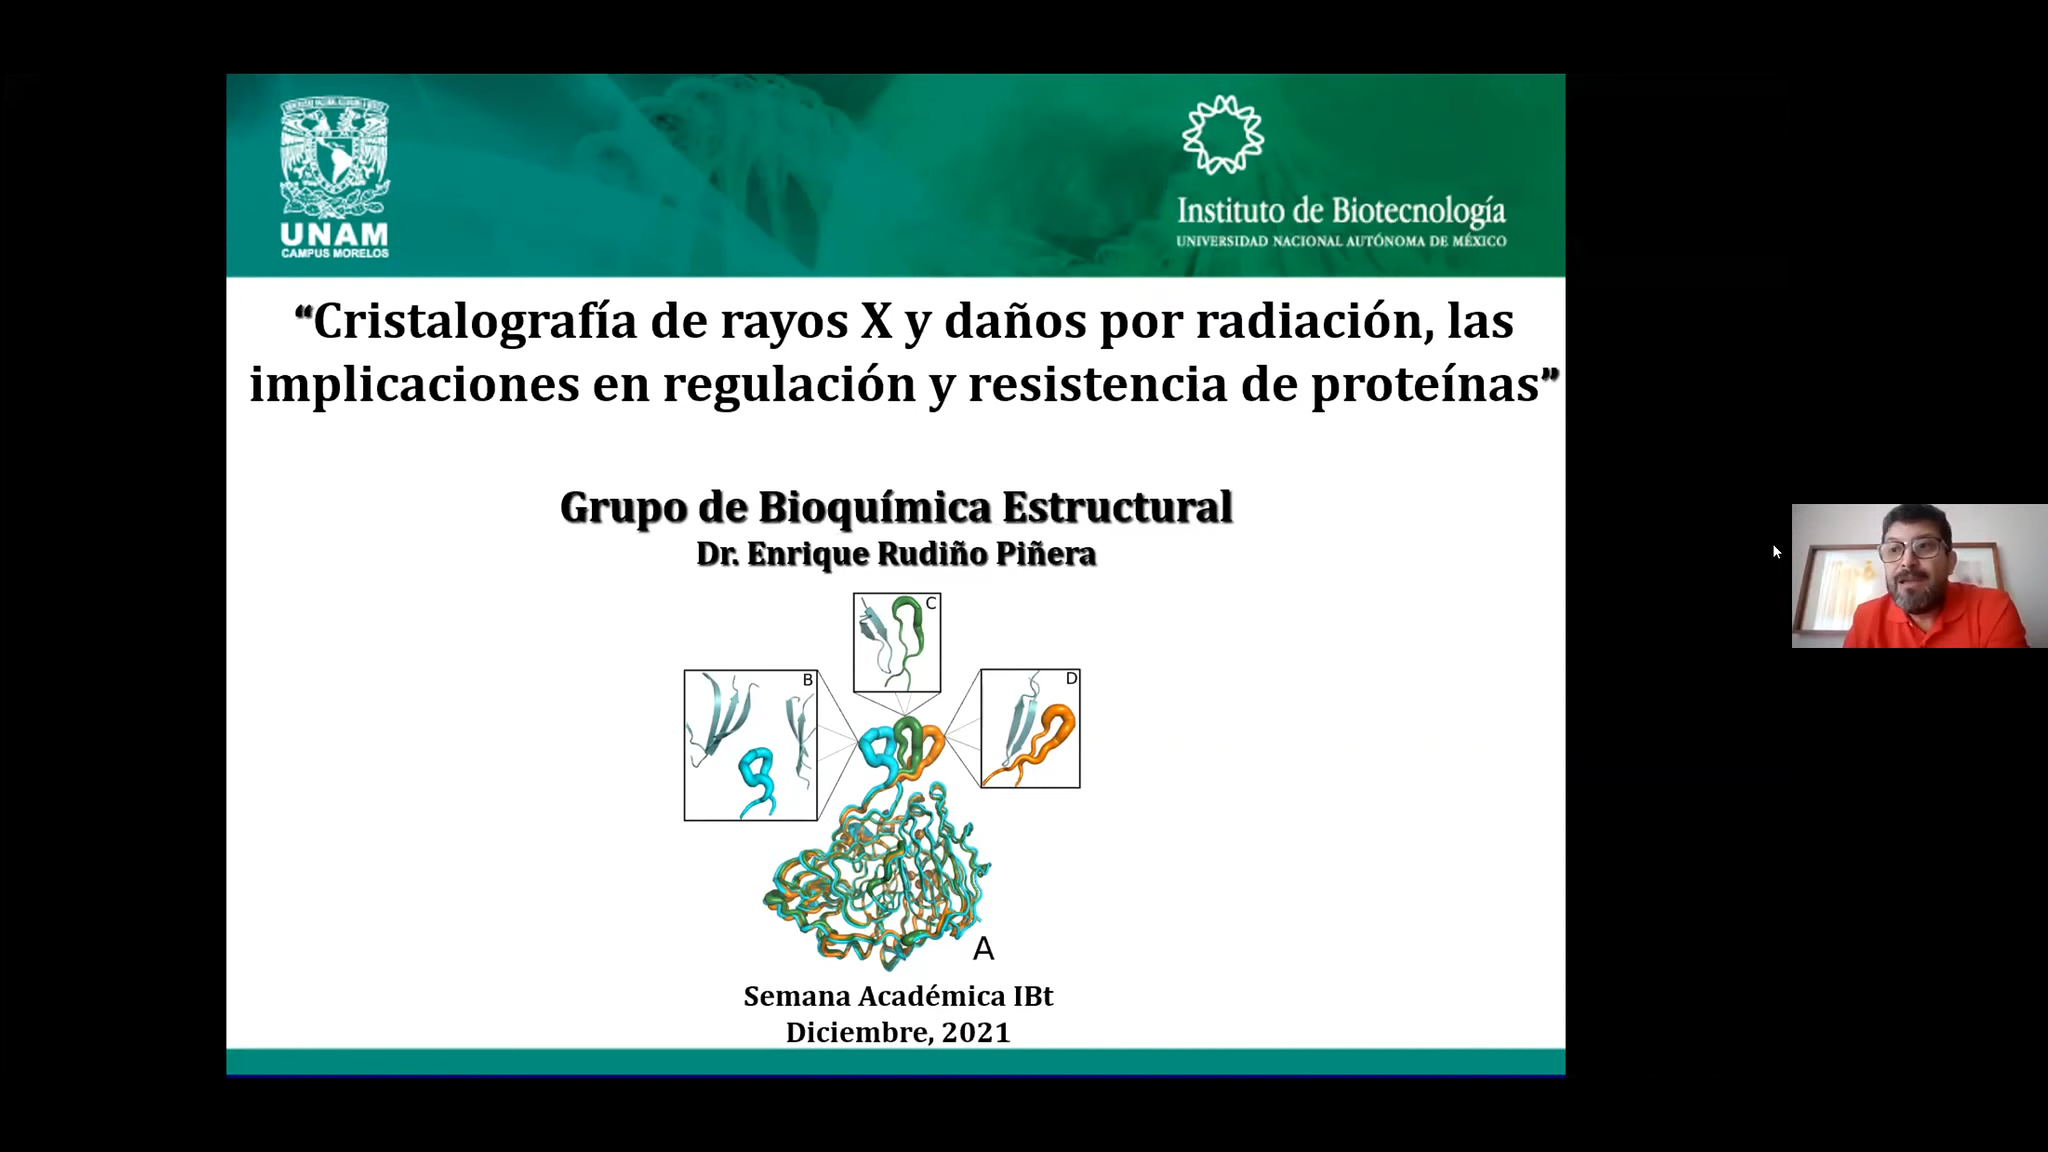 UNAM
CAMPUS MORELOS
Instituto de Biotecnología
UNIVERSIDAD NACIONAL AUTÓNOMA DE MÉXICO
“Cristalografía de rayos X y daños por radiación, las
implicaciones en regulación y resistencia de proteínas”
Grupo de Bioquímica Estructural
Dr. Enrique Rudiño Piñera
C
B
D
A
Semana Académica IBt
Diciembre, 2021